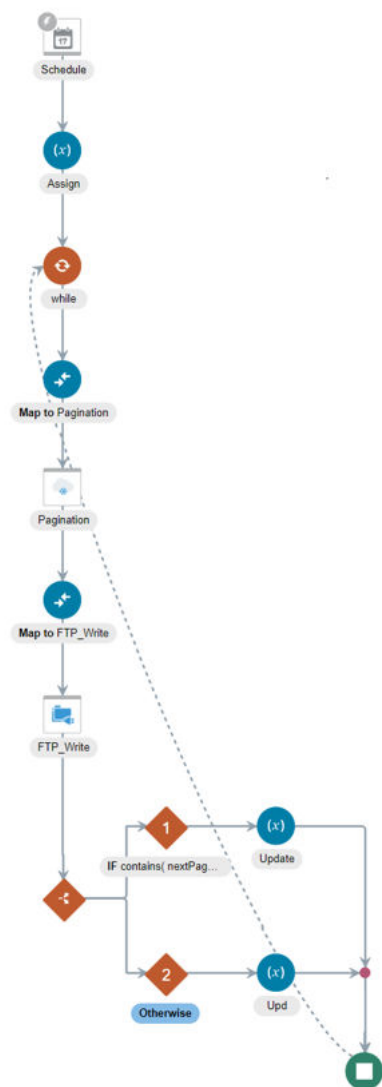 17
Schedule
(x)
Assign
while
Map to Pagination
Pagination
Map to FTP_Write
FTP_Write
1
(x)
IF contains( nextPag...
Update
2
(x)
Otherwise
Upd